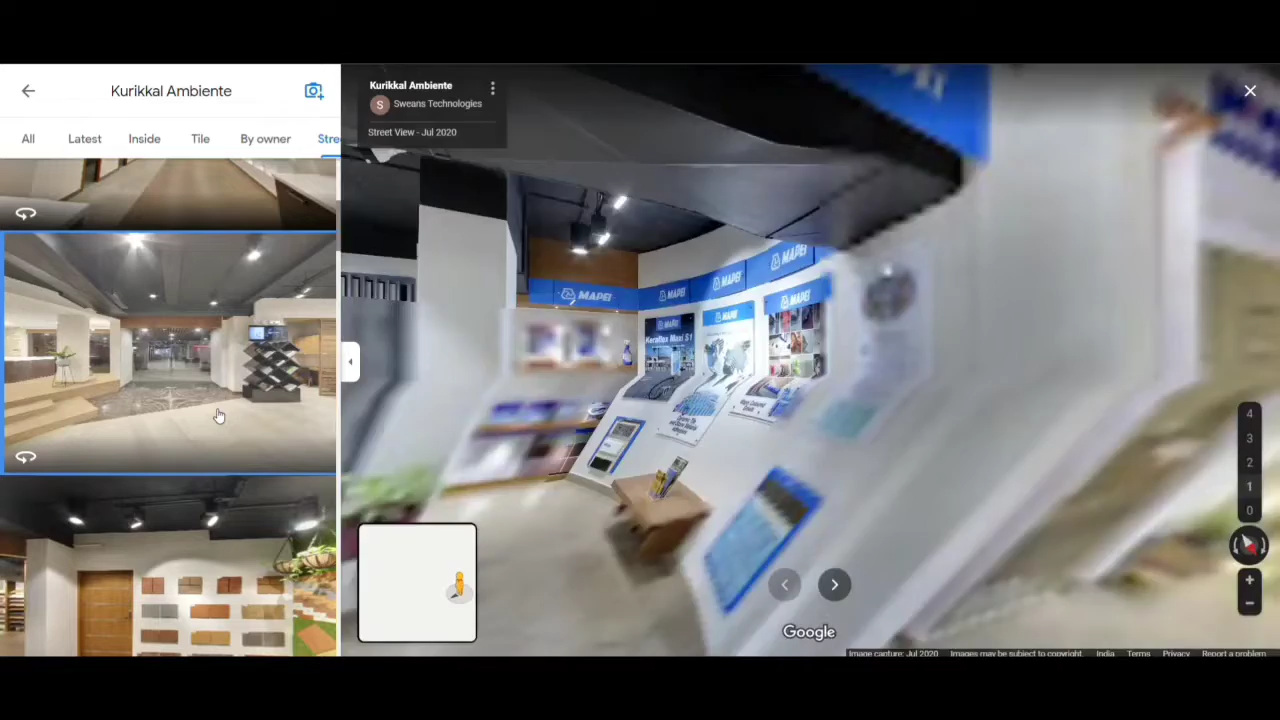 Kurikkal Ambiente
All
Latest
Inside
Tile
By owner
Stre
Kurikkal Ambiente
S
Sweans Technologies
Street View - Jul 2020
MAPEI
MAPEI
MAPEI
MAPEI
MAPEI
MAPEI
Keraflex Maxi S1
4
3
2
1
0
Google
Image capture: Jul 2020
Images may be subject to copyright.
India
Terms
Privacy
Report a problem